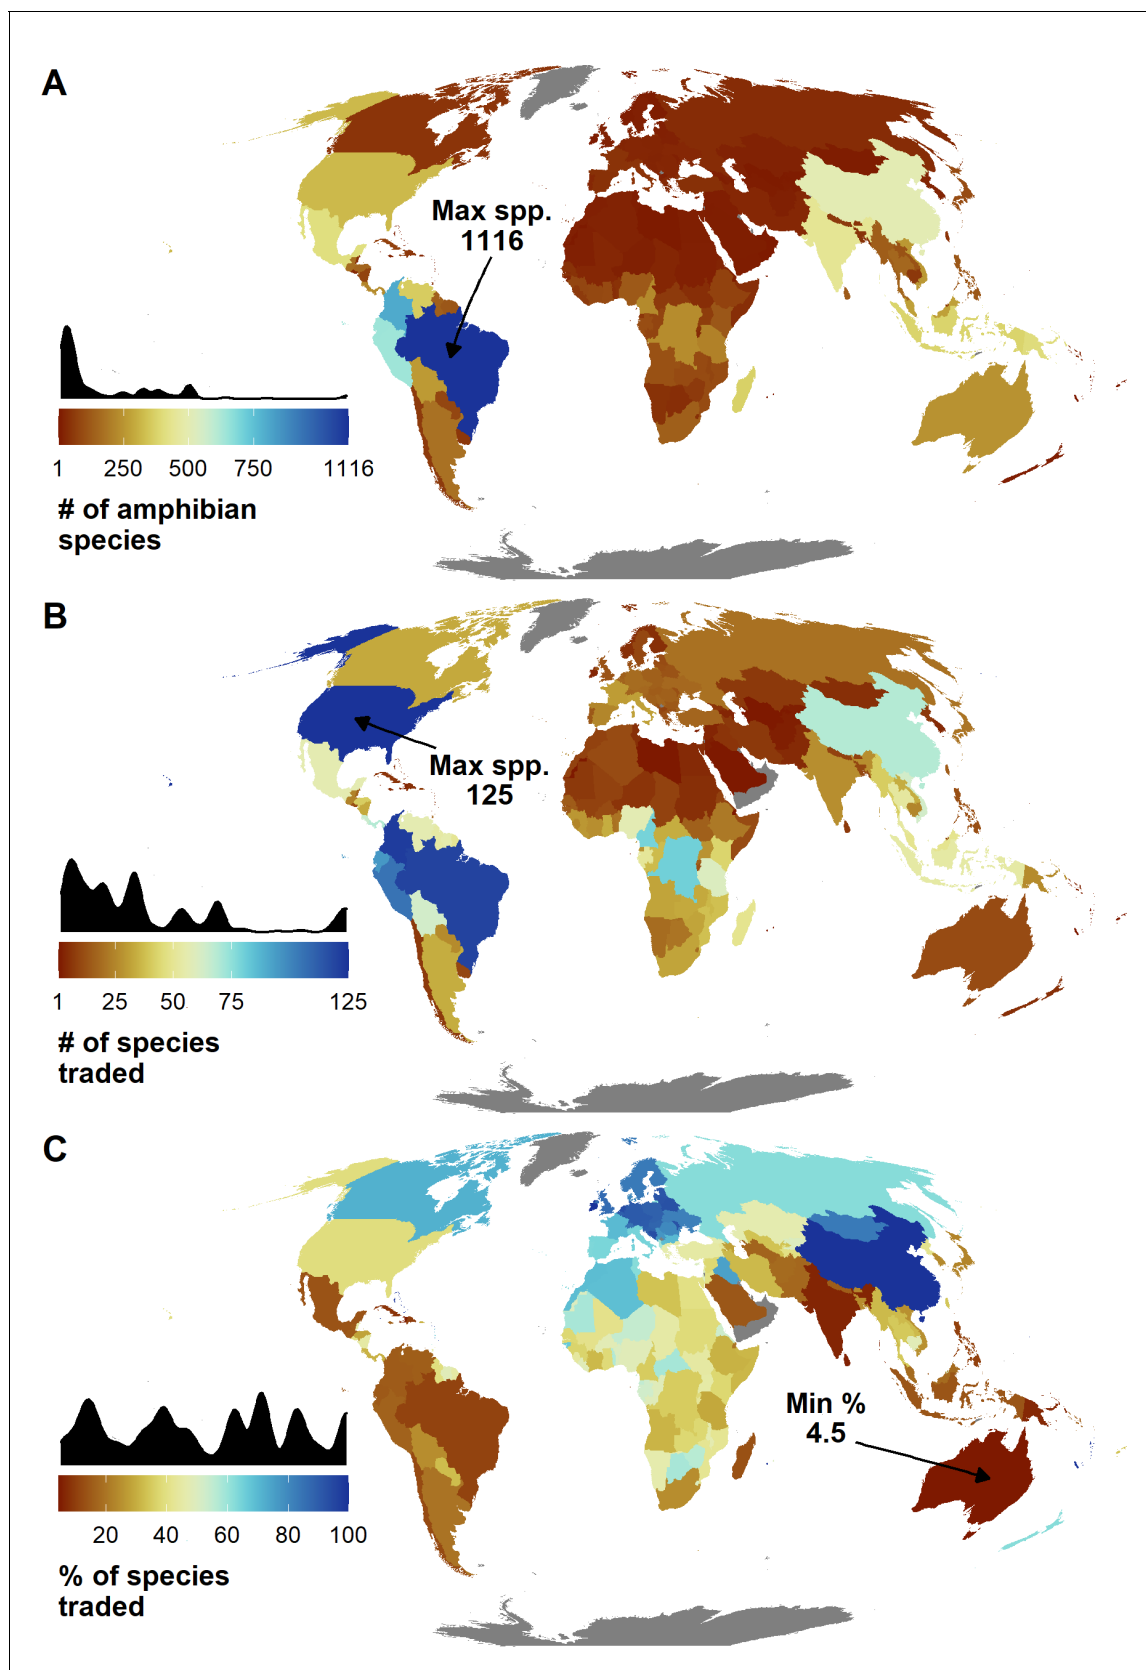 A
Max spp.
1116
1 250 500 750 1116
# of amphibian
species
B
Max spp.
125
1 25 50 75 125
# of species
traded
C
Min %
4.5
20 40 60 80 100
% of species
traded